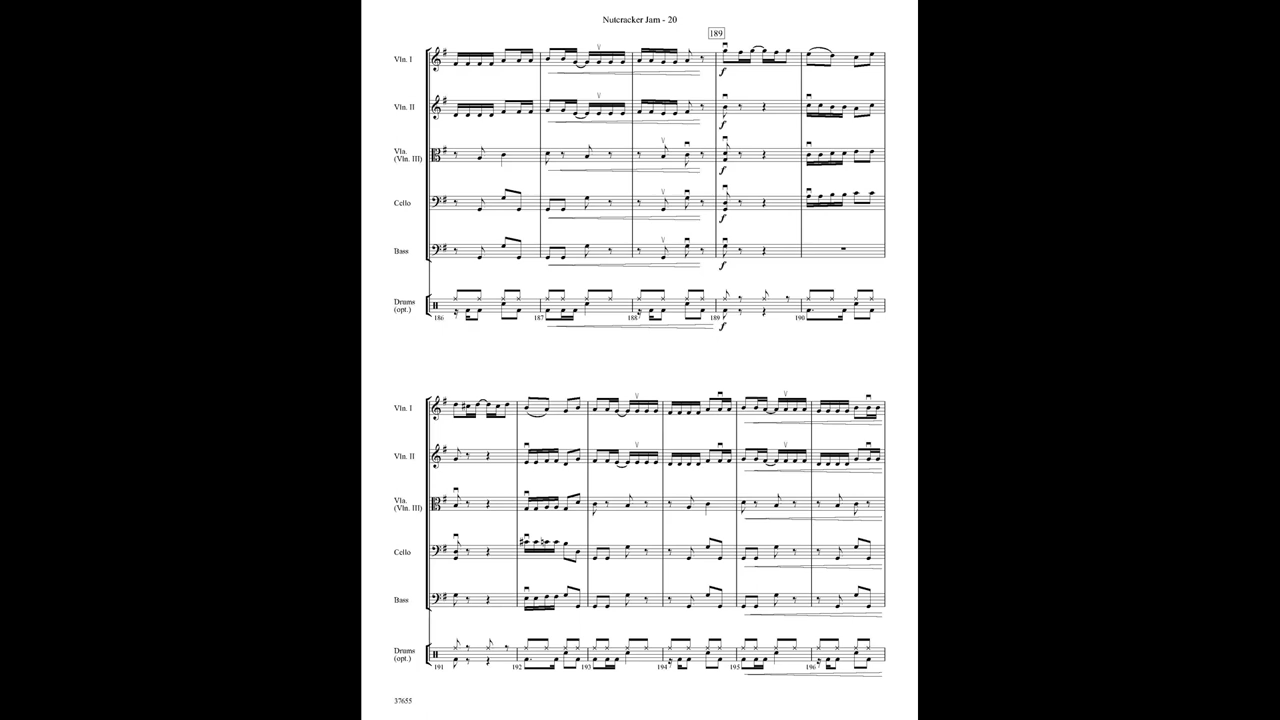 Nutcracker Jam - 20
189
Vln. I
Vln. II
Vla.
(Vln. III)
Cello
Bass
Drums
(opt.)
f
f
f
f
f
f
186
187
188
189
190
Vln. I
Vln. II
Vla.
(Vln. III)
Cello
Bass
Drums
(opt.)
191
192
193
194
195
196
37655